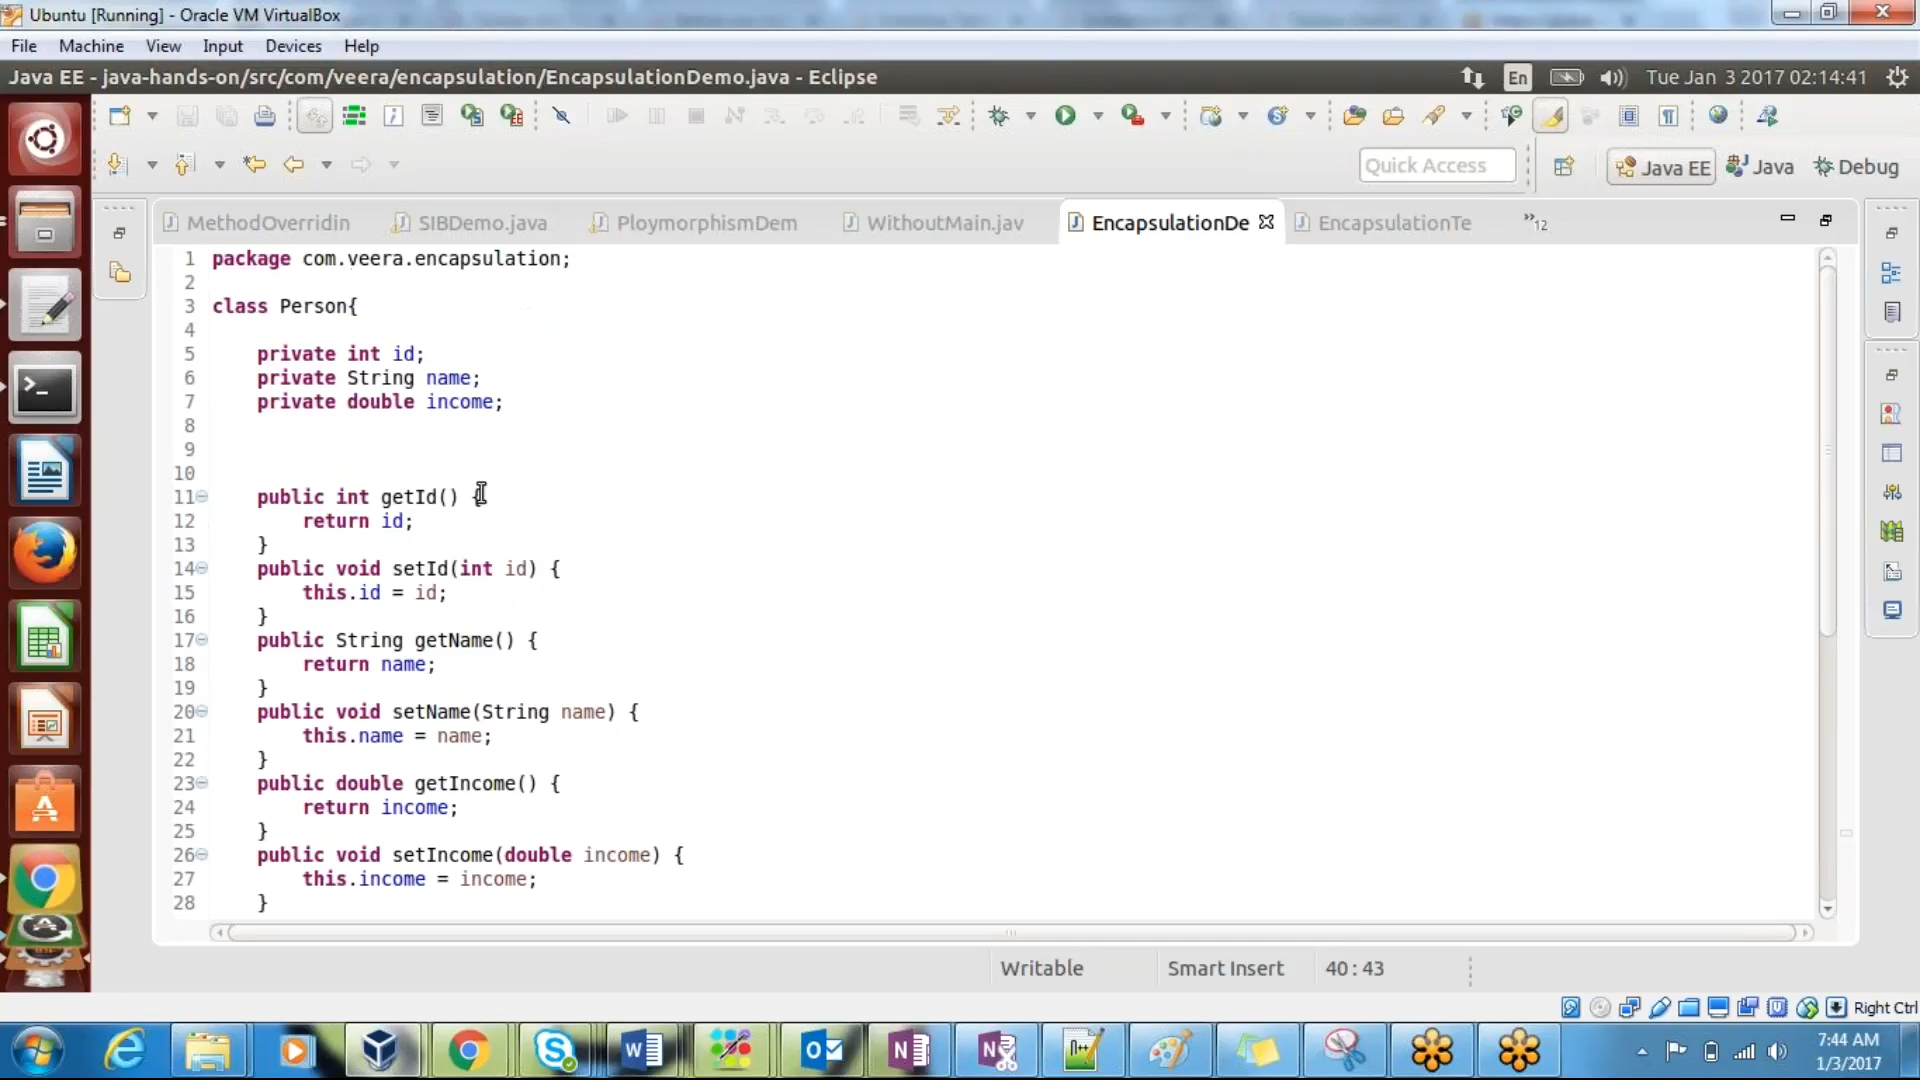 Ubuntu [Running] - Oracle VM VirtualBox
File Machine View Input Devices Help
Java EE - java-hands-on/src/com/veera/encapsulation/EncapsulationDemo.java - Eclipse
En
Tue Jan 3 2017 02:14:41
Quick Access
Java EE
Java
Debug
MethodOverridin
SIBDemo.java
PloymorphismDem
WithoutMain.jav
EncapsulationDe
EncapsulationTe
»12
1 package com.veera.encapsulation;
2
3 class Person{
4
5 private int id;
6 private String name;
7 private double income;
8
9
10
11 public int getId() {
12 return id;
13 }
14 public void setId(int id) {
15 this.id = id;
16 }
17 public String getName() {
18 return name;
19 }
20 public void setName(String name) {
21 this.name = name;
22 }
23 public double getIncome() {
24 return income;
25 }
26 public void setIncome(double income) {
27 this.income = income;
28 }
Writable
Smart Insert
40 : 43
Right Ctrl
7:44 AM
1/3/2017